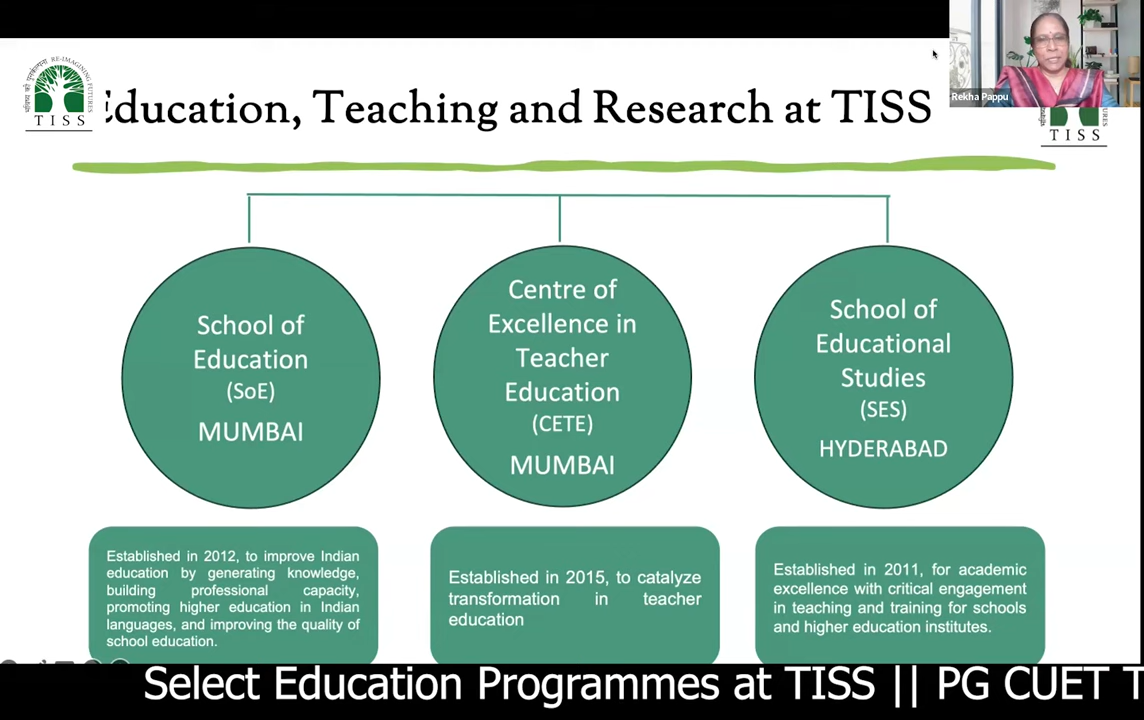 RE-IMAGINING FUTURES
TISS
Education, Teaching and Research at TISS
Rekha Pappu
TISS
School of
Education
(SoE)
MUMBAI
Centre of
Excellence in
Teacher
Education
(CETE)
MUMBAI
School of
Educational
Studies
(SES)
HYDERABAD
Established in 2012, to improve Indian
education by generating knowledge,
building professional capacity,
promoting higher education in Indian
languages, and improving the quality of
school education.
Established in 2015, to catalyze
transformation in teacher
education
Established in 2011, for academic
excellence with critical engagement
in teaching and training for schools
and higher education institutes.
Select Education Programmes at TISS || PG CUET T